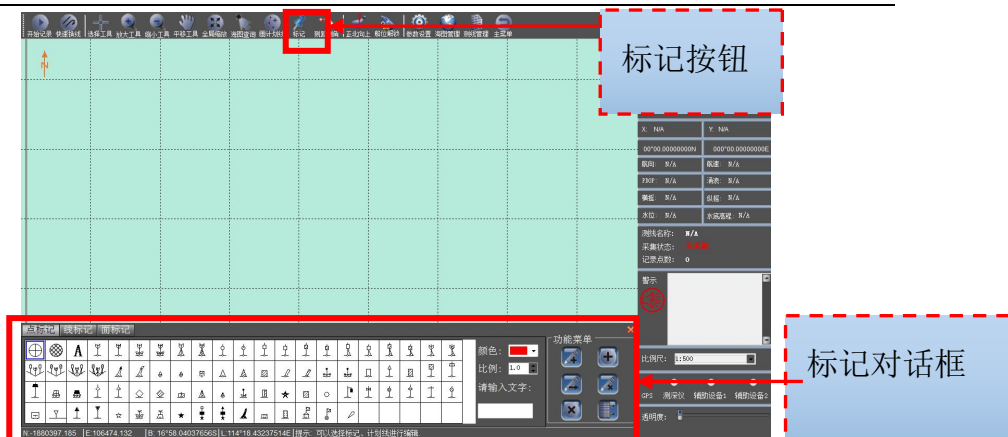 开始记录 快速换线 选择工具 放大工具 缩小工具 平移工具 全局缩放 海图查询 图计划线 标记 正北向上 船位解锁 参数设置 海图管理 测线管理 主菜单
标记按钮
N
X: N/A Y: N/A
00°00.00000000N 000°00.00000000E
航向: N/A 航速: N/A
PDOP: N/A 涌浪: N/A
横摇: N/A 纵摇: N/A
水位: N/A 水底高程: N/A
测线名称: N/A
采集状态:
记录点数: 0
警示
比例尺: 1:500
GPS 测深仪 辅助设备1 辅助设备2
透明度:
点标记 线标记 面标记
颜色:
比例: 1.0
请输入文字:
功能菜单
标记对话框
N:-1880397.185 E:106474.132 B: 16°58.04037656S L:114°18.43237514E 提示: 可以选择标记、计划线进行编辑